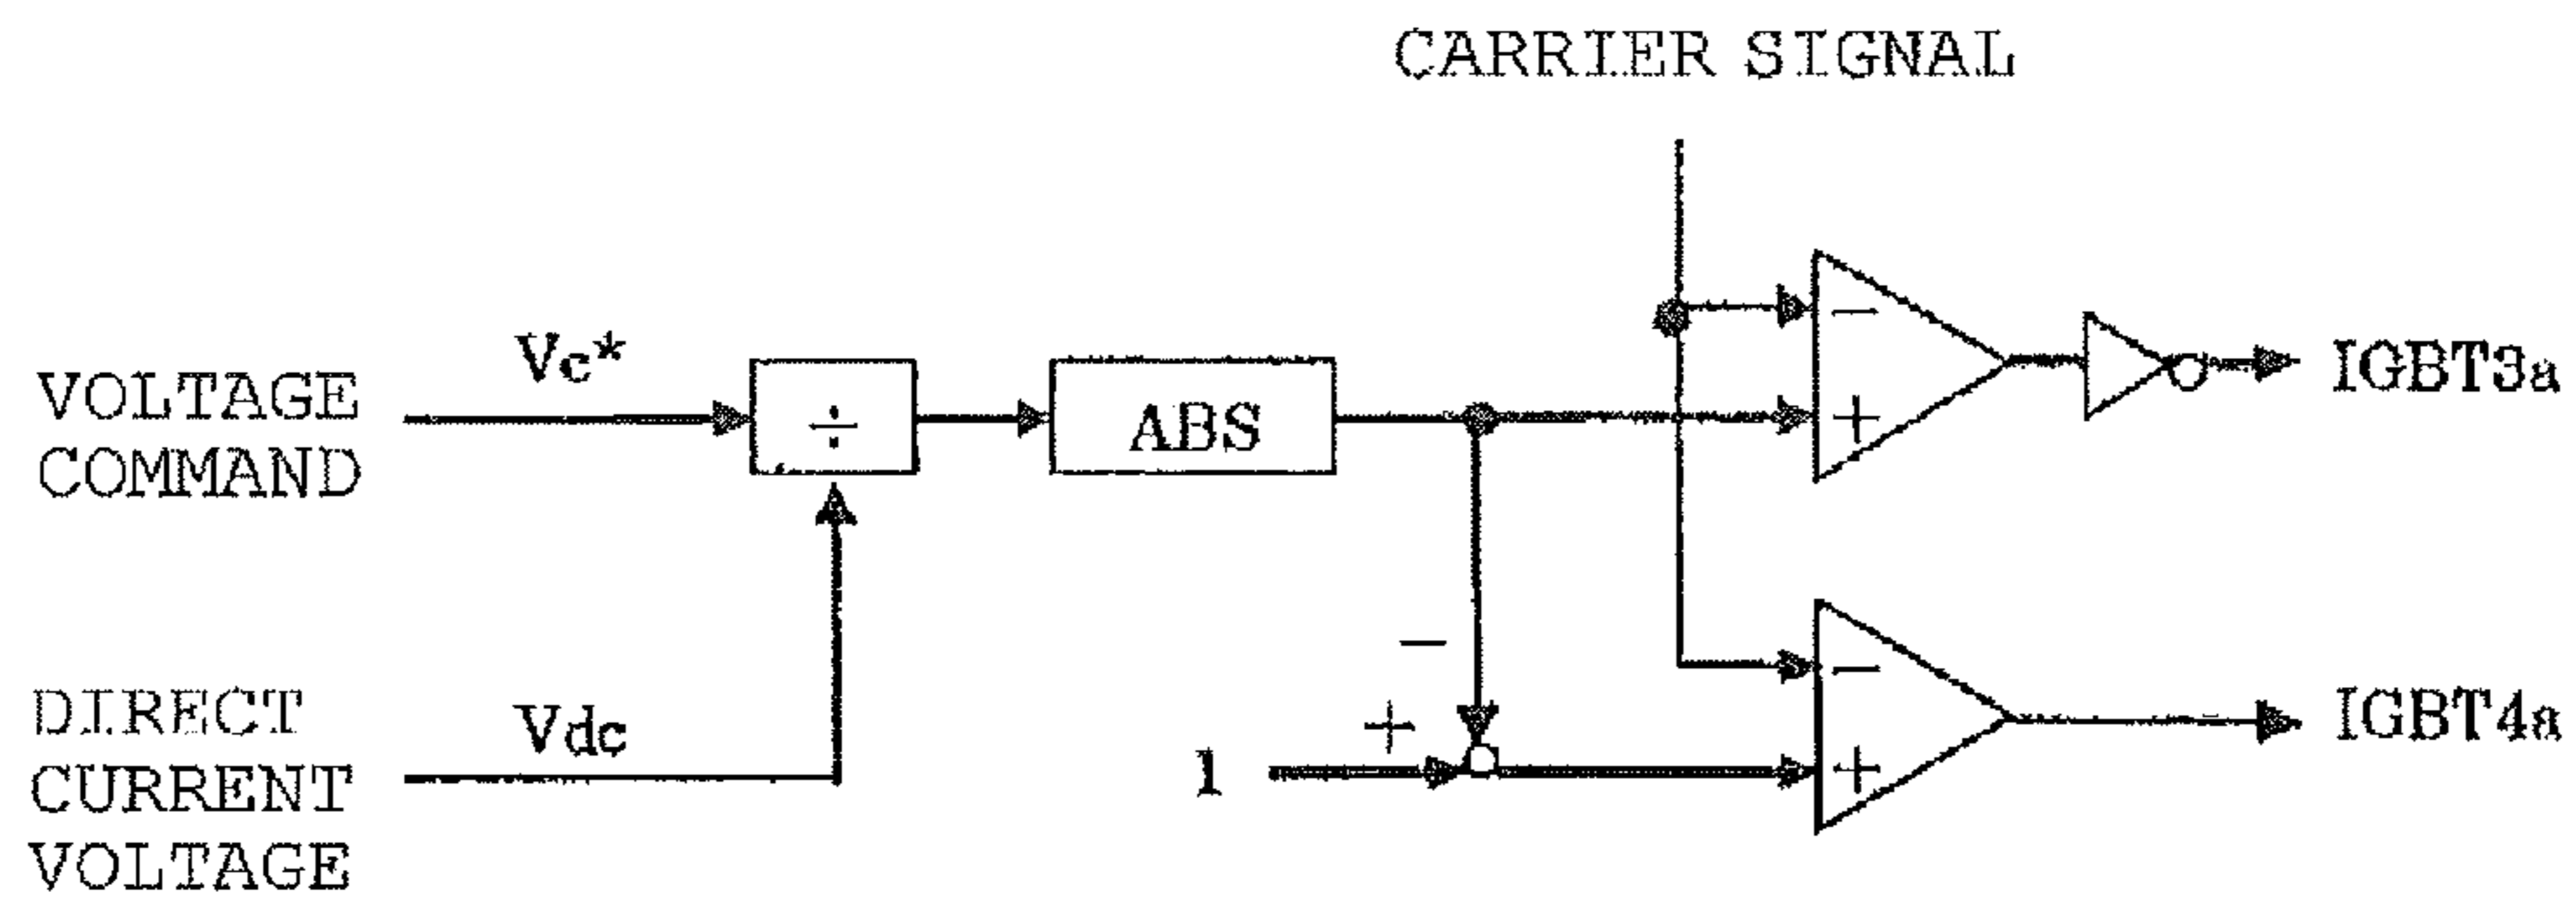 CARRIER SIGNAL
Vc*
VOLTAGE
COMMAND
÷
ABS
−
+
IGBT3a
DIRECT
CURRENT
VOLTAGE
Vdc
−
+
1
−
+
IGBT4a